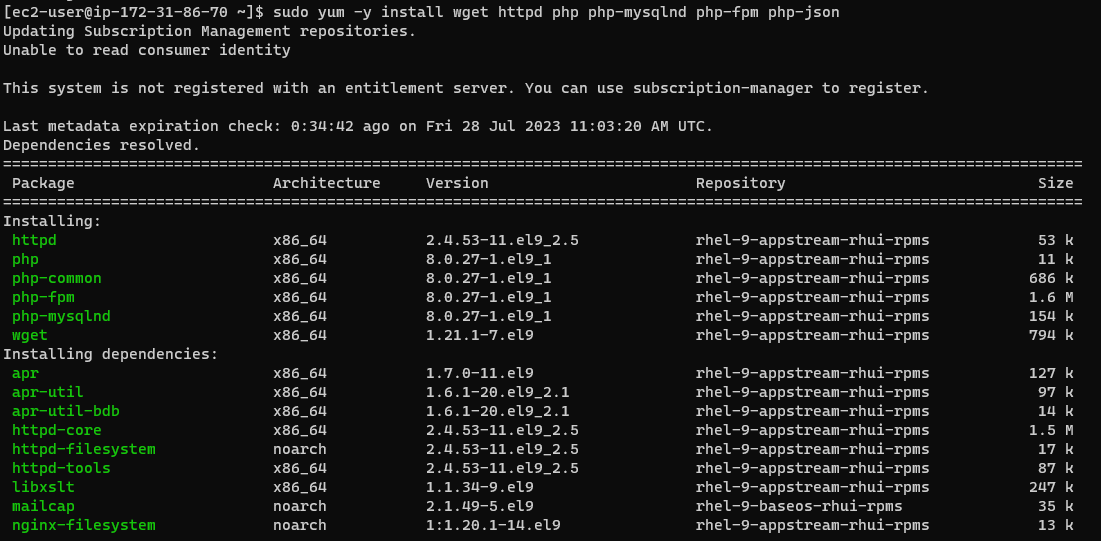 [ec2-user@ip-172-31-86-70 ~]$ sudo yum -y install wget httpd php php-mysqlnd php-fpm php-json
Updating Subscription Management repositories.
Unable to read consumer identity

This system is not registered with an entitlement server. You can use subscription-manager to register.

Last metadata expiration check: 0:34:42 ago on Fri 28 Jul 2023 11:03:20 AM UTC.
Dependencies resolved.
========================================================================================================================
 Package                      Architecture     Version                       Repository                            Size
========================================================================================================================
Installing:
 httpd                        x86_64           2.4.53-11.el9_2.5             rhel-9-appstream-rhui-rpms            53 k
 php                          x86_64           8.0.27-1.el9_1                rhel-9-appstream-rhui-rpms            11 k
 php-common                   x86_64           8.0.27-1.el9_1                rhel-9-appstream-rhui-rpms           686 k
 php-fpm                      x86_64           8.0.27-1.el9_1                rhel-9-appstream-rhui-rpms           1.6 M
 php-mysqlnd                  x86_64           8.0.27-1.el9_1                rhel-9-appstream-rhui-rpms           154 k
 wget                         x86_64           1.21.1-7.el9                  rhel-9-appstream-rhui-rpms           794 k
Installing dependencies:
 apr                          x86_64           1.7.0-11.el9                  rhel-9-appstream-rhui-rpms           127 k
 apr-util                     x86_64           1.6.1-20.el9_2.1              rhel-9-appstream-rhui-rpms            97 k
 apr-util-bdb                 x86_64           1.6.1-20.el9_2.1              rhel-9-appstream-rhui-rpms            14 k
 httpd-core                   x86_64           2.4.53-11.el9_2.5             rhel-9-appstream-rhui-rpms           1.5 M
 httpd-filesystem             noarch           2.4.53-11.el9_2.5             rhel-9-appstream-rhui-rpms            17 k
 httpd-tools                  x86_64           2.4.53-11.el9_2.5             rhel-9-appstream-rhui-rpms            87 k
 libxslt                      x86_64           1.1.34-9.el9                  rhel-9-appstream-rhui-rpms           247 k
 mailcap                      noarch           2.1.49-5.el9                  rhel-9-baseos-rhui-rpms               35 k
 nginx-filesystem             noarch           1:1.20.1-14.el9               rhel-9-appstream-rhui-rpms            13 k